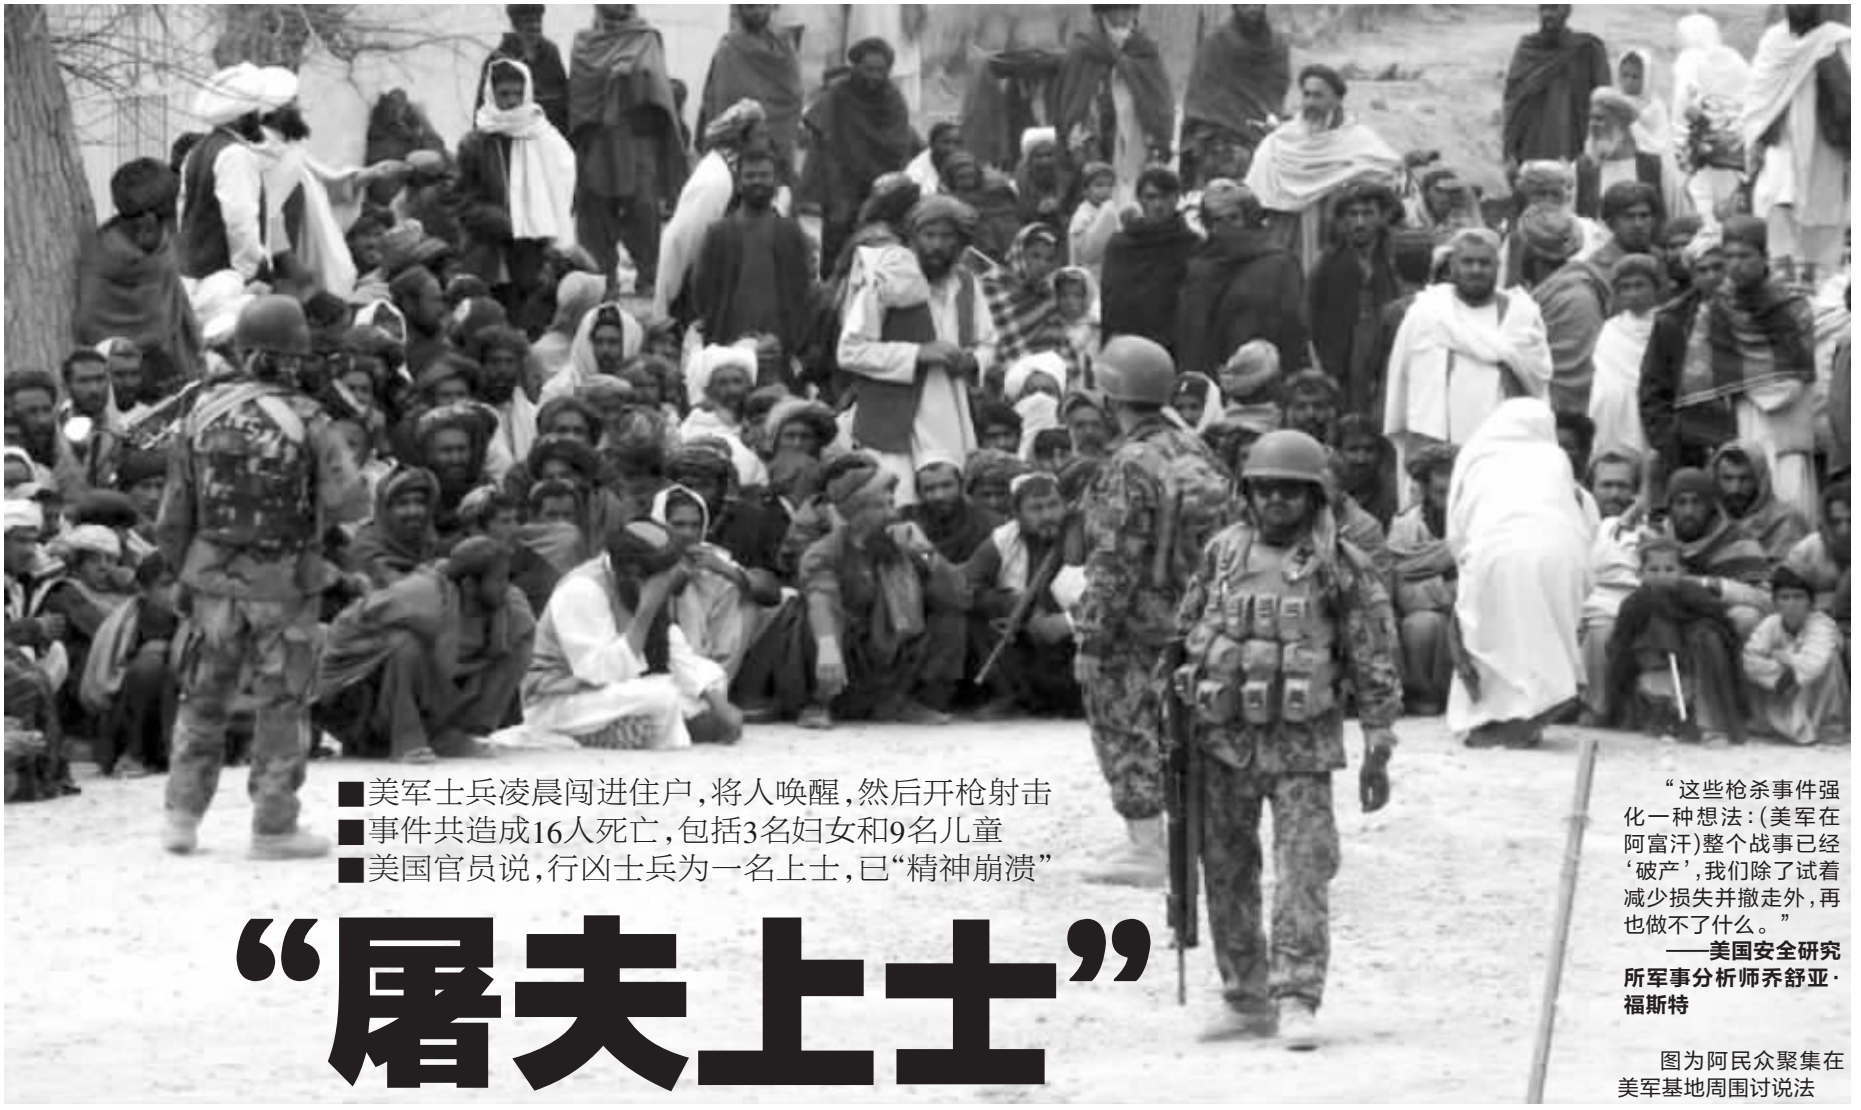 ■美军士兵凌晨闯进住户,将人唤醒,然后开枪射击
■事件共造成16人死亡,包括3名妇女和9名儿童
■美国官员说,行凶士兵为一名上士,已“精神崩溃”
“屠夫上士”
“这些枪杀事件强
化一种想法:(美军在
阿富汗)整个战事已经
‘破产’,我们除了试着
减少损失并撤走外,再
也做不了什么。”
——美国安全研究
所军事分析师乔舒亚·
福斯特
图为阿民众聚集在
美军基地周围讨说法